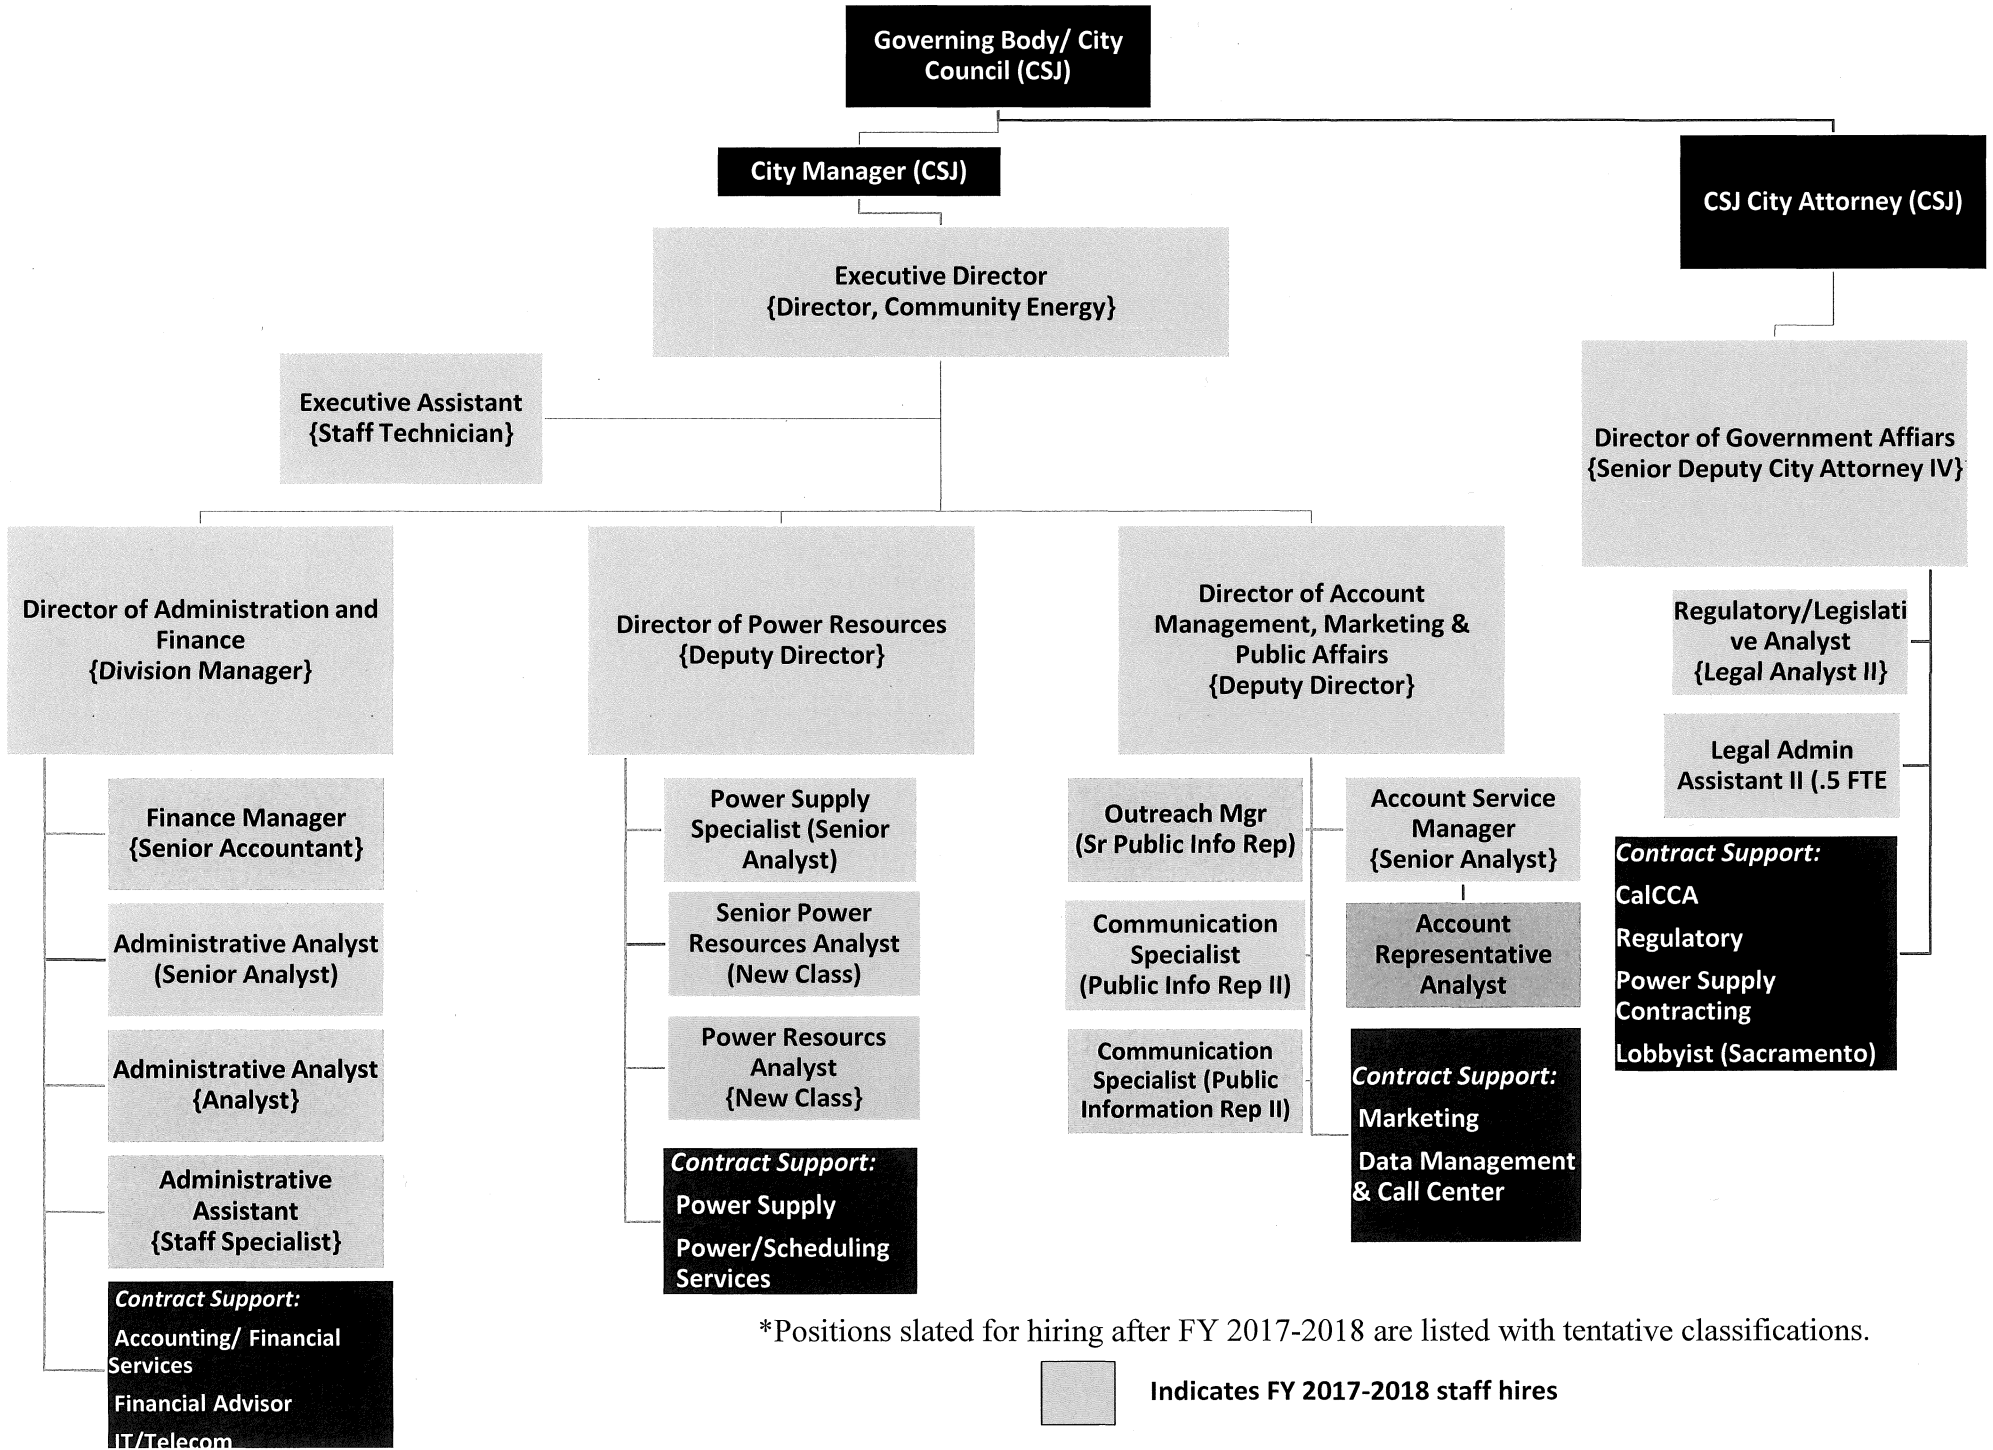 Governing Body/ City
Council (CSJ)
City Manager (CSJ)
CSJ City Attorney (CSJ)
Executive Director
{Director, Community Energy}
Executive Assistant
{Staff Technician}
Director of Government Affiars
{Senior Deputy City Attorney IV}
Director of Administration and
Finance
{Division Manager}
Director of Power Resources
{Deputy Director}
Director of Account
Management, Marketing &
Public Affairs
{Deputy Director}
Regulatory/Legislati
ve Analyst
{Legal Analyst II}
Legal Admin
Assistant II (.5 FTE
Contract Support:
CalCCA
Regulatory
Power Supply
Contracting
Lobbyist (Sacramento)
Finance Manager
{Senior Accountant}
Administrative Analyst
(Senior Analyst)
Administrative Analyst
{Analyst}
Administrative
Assistant
{Staff Specialist}
Contract Support:
Accounting/ Financial
Services
Financial Advisor
IT/Telecom
Power Supply
Specialist (Senior
Analyst)
Senior Power
Resources Analyst
(New Class)
Power Resourcs
Analyst
{New Class}
Contract Support:
Power Supply
Power/Scheduling
Services
Outreach Mgr
(Sr Public Info Rep)
Communication
Specialist
(Public Info Rep II)
Communication
Specialist (Public
Information Rep II)
Account Service
Manager
{Senior Analyst}
Account
Representative
Analyst
Contract Support:
Marketing
Data Management
& Call Center
*Positions slated for hiring after FY 2017-2018 are listed with tentative classifications.
Indicates FY 2017-2018 staff hires